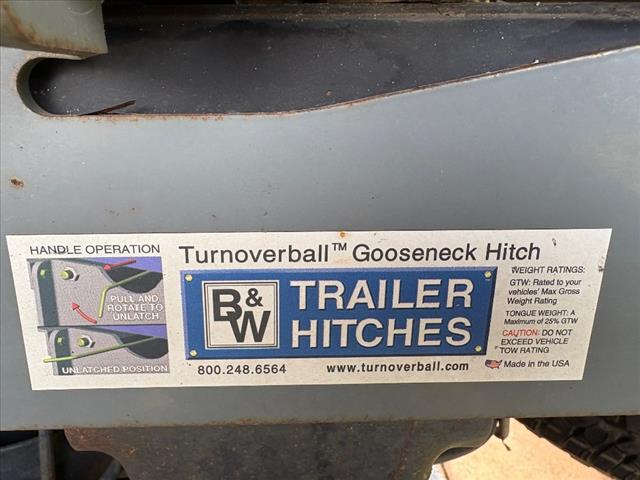 HANDLE OPERATION
PULL AND
ROTATE TO
UNLATCH.
UNLATCHED POSITION
Turnoverball™ Gooseneck Hitch
B&W
TRAILER
HITCHES
800.248.6564
www.turnoverball.com
WEIGHT RATINGS:
GTW: Rated to your
vehicles' Max Gross
Weight Rating
TONGUE WEIGHT: A
Maximum of 25% GTW
CAUTION: DO NOT
EXCEED VEHICLE
TOW RATING
Made in the USA